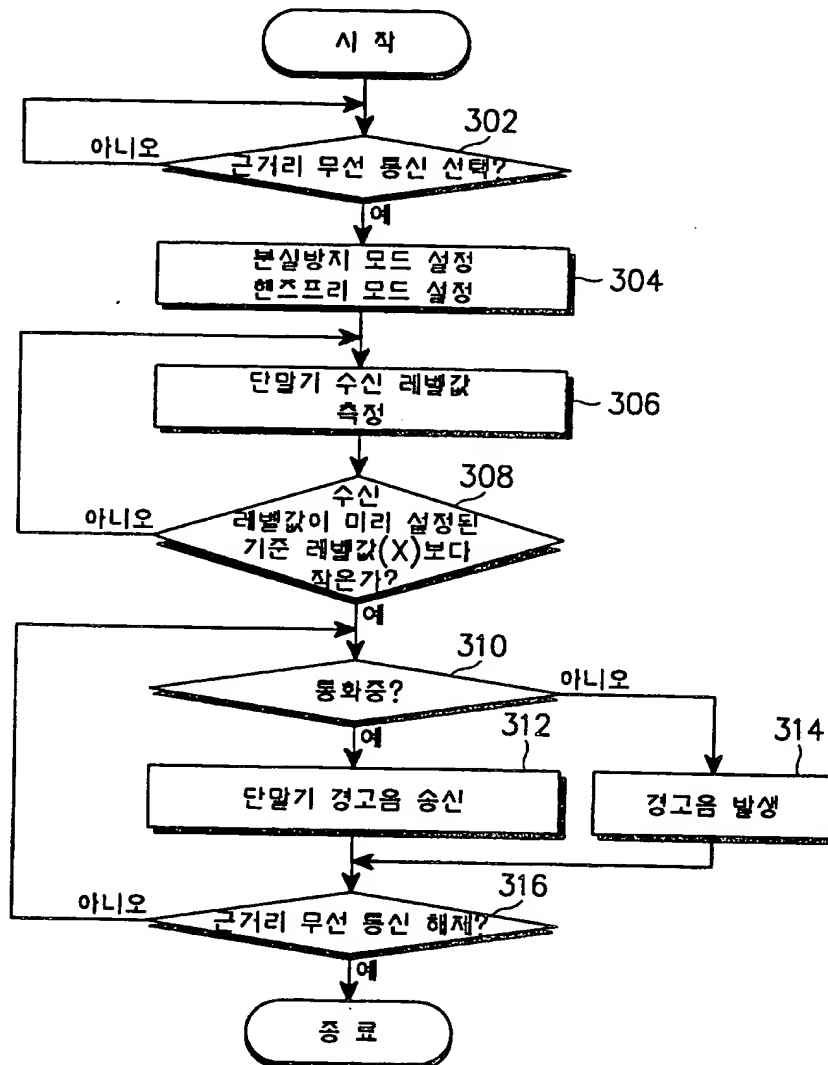 시 작
302
아니오
근거리 무선 통신 선택?
예
분실방지 모드 설정
핸즈프리 모드 설정
304
단말기 수신 레벨값
측정
306
308
아니오
수신
레벨값이 미리 설정된
기준 레벨값(X)보다
작은가?
예
310
통화중?
아니오
예
312
단말기 경고음 송신
314
경고음 발생
316
아니오
근거리 무선 통신 해제?
예
종 료